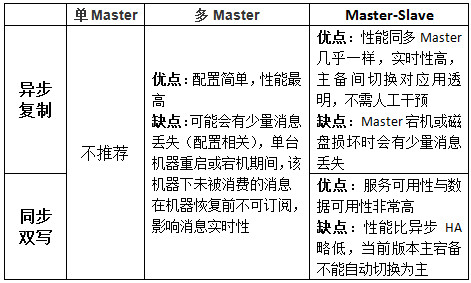 单Master
多 Master
Master-Slave
异步
复制
不推荐
优点：配置简单，性能最
高
缺点：可能会有少量消息
丢失（配置相关），单台
机器重启或宕机期间，该
机器下未被消费的消息
在机器恢复前不可订阅，
影响消息实时性
优点：性能同多 Master
几乎一样，实时性高，
主备间切换对应用透
明，不需人工干预
缺点：Master 宕机或磁
盘损坏时会有少量消息
丢失
同步
双写
优点：服务可用性与数
据可用性非常高
缺点：性能比异步 HA
略低，当前版本主宕备
不能自动切换为主